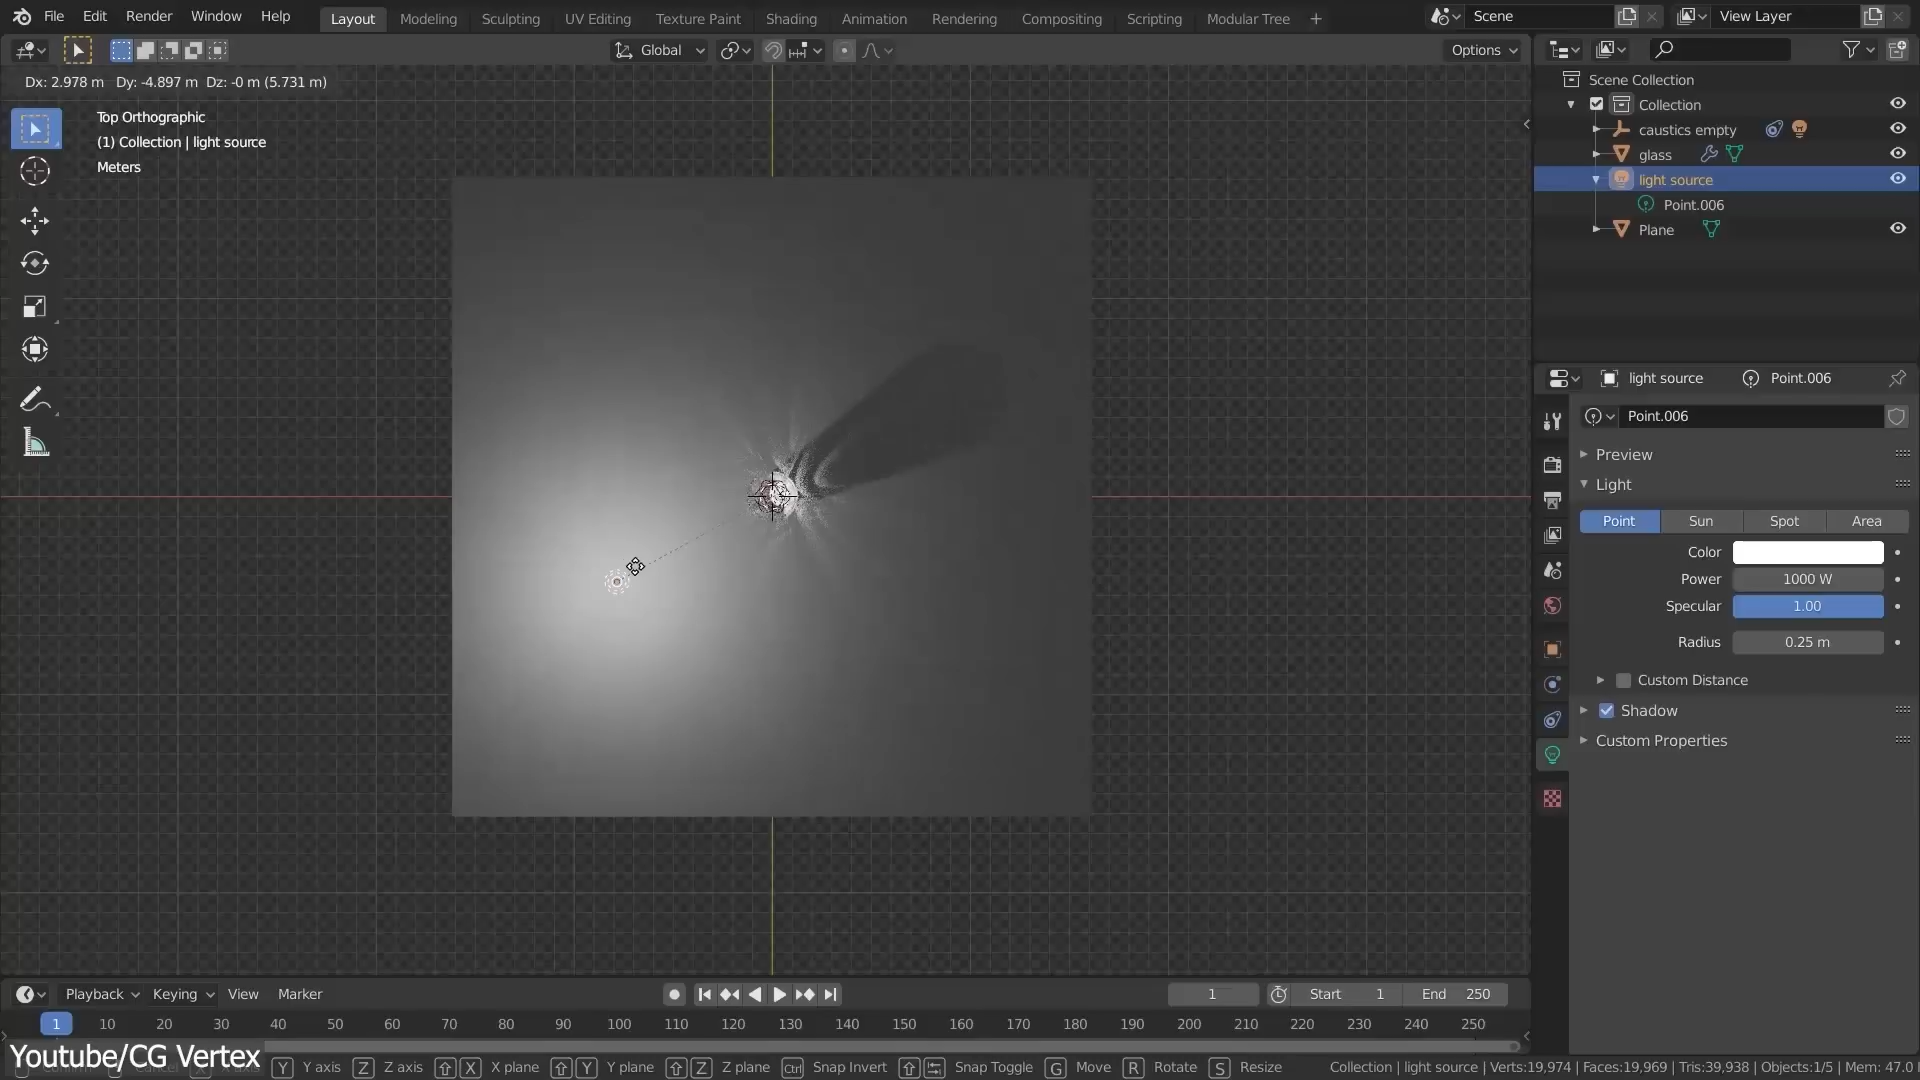 File Edit Render Window Help Layout Modeling Sculpting UV Editing Texture Paint Shading Animation Rendering Compositing Scripting Modular Tree + Scene View Layer
Global Options
Dx: 2.978 m Dy: -4.897 m Dz: -0 m (5.731 m)
Top Orthographic
(1) Collection | light source
Meters
Scene Collection
Collection
caustics empty
glass
light source
Point.006
Plane
light source Point.006
Point.006
Preview
Light
Point Sun Spot Area
Color
Power 1000 W
Specular 1.00
Radius 0.25 m
Custom Distance
Shadow
Custom Properties
Playback Keying View Marker 1 Start 1 End 250
1 10 20 30 40 50 60 70 80 90 100 110 120 130 140 150 160 170 180 190 200 210 220 230 240 250
Youtube/CG Vertex
Y Y axis Z Z axis X X plane Y Y plane Z Z plane Ctrl Snap Invert Snap Toggle G Move R Rotate S Resize Collection | light source | Verts:19,974 | Faces:19,969 | Tris:39,938 | Objects:1/5 | Mem: 47.0